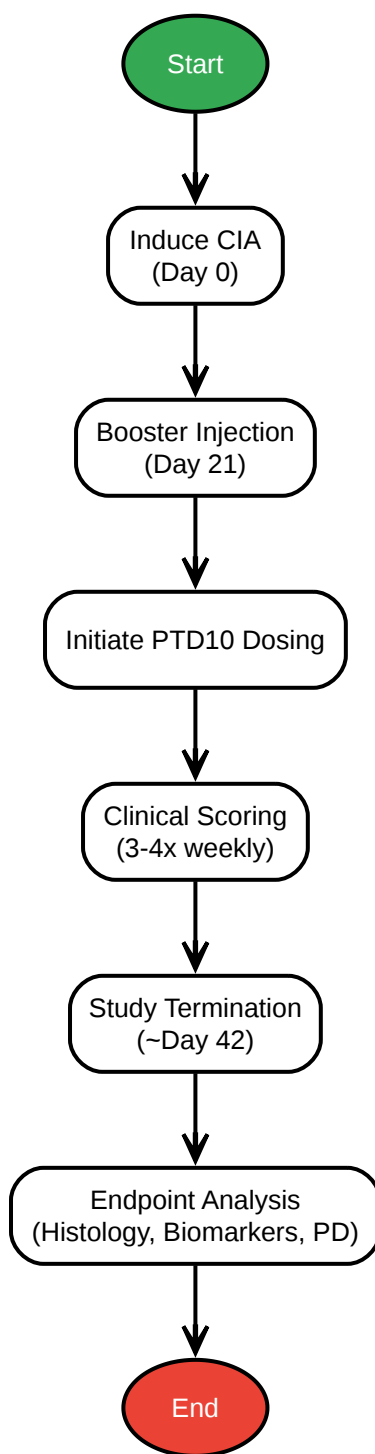 Start
Induce CIA
(Day 0)
Booster Injection
(Day 21)
Initiate PTD10 Dosing
Clinical Scoring
(3-4x weekly)
Study Termination
(~Day 42)
Endpoint Analysis
(Histology, Biomarkers, PD)
End